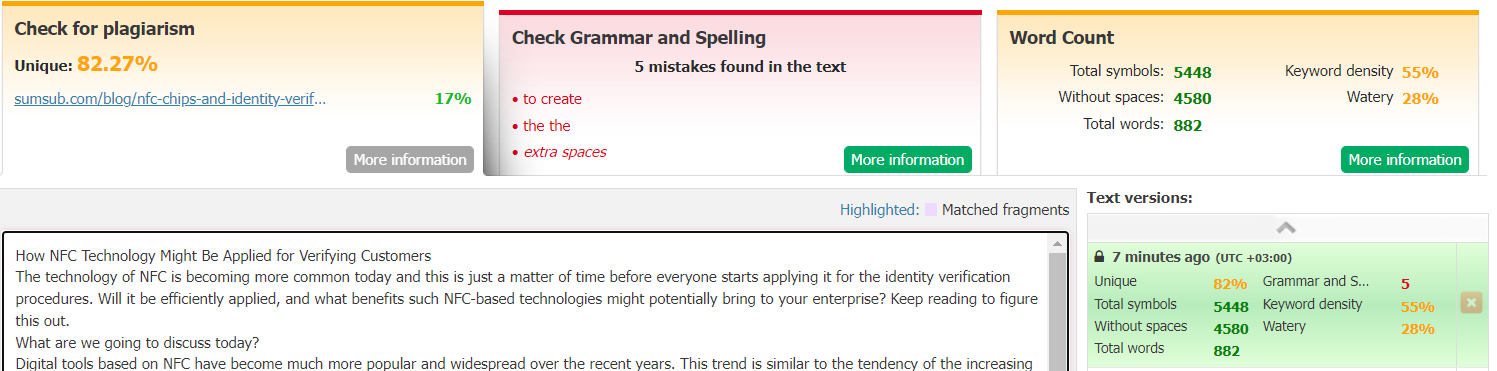 Check for plagiarism
Unique: 82.27%
sumsub.com/blog/nfc-chips-and-identity-verif...
17%
More information
Check Grammar and Spelling
5 mistakes found in the text
• to create
• the the
• extra spaces
More information
Word Count
Total symbols: 5448
Keyword density 55%
Without spaces: 4580
Watery 28%
Total words: 882
More information
Highlighted: Matched fragments
How NFC Technology Might Be Applied for Verifying Customers
The technology of NFC is becoming more common today and this is just a matter of time before everyone starts applying it for the identity verification
procedures. Will it be efficiently applied, and what benefits such NFC-based technologies might potentially bring to your enterprise? Keep reading to figure
this out.
What are we going to discuss today?
Digital tools based on NFC have become much more popular and widespread over the recent years. This trend is similar to the tendency of the increasing
Text versions:
7 minutes ago (UTC +03:00)
Unique 82% Grammar and S... 5
Total symbols 5448 Keyword density 55%
Without spaces 4580 Watery 28%
Total words 882